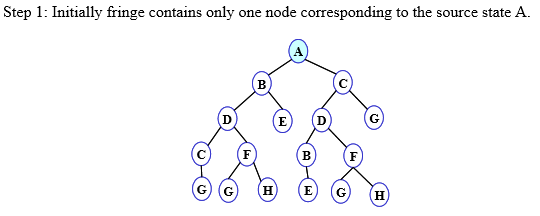 Step 1: Initially fringe contains only one node corresponding to the source state A.
A
B C
D E D G
C F B F
G G H E G H